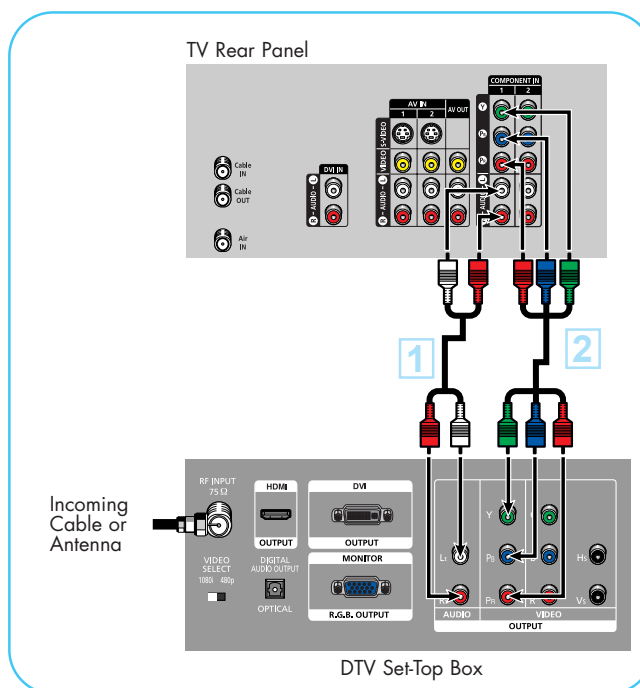 TV Rear Panel
COMPONENT IN
1 2
AV IN
1 2
AV OUT
Y
PB
PR
S-VIDEO
VIDEO
L
R - AUDIO - L
DVI IN
R - AUDIO - L
Cable
IN
Cable
OUT
Air
IN
1
2
RF INPUT
75 Ω
HDMI
OUTPUT
DVI
OUTPUT
Incoming
Cable or
Antenna
VIDEO
SELECT
1080i 480p
DIGITAL
AUDIO OUTPUT
OPTICAL
MONITOR
R.G.B. OUTPUT
Y
L1
PB
HS
PR
R
VS
AUDIO
VIDEO
OUTPUT
DTV Set-Top Box